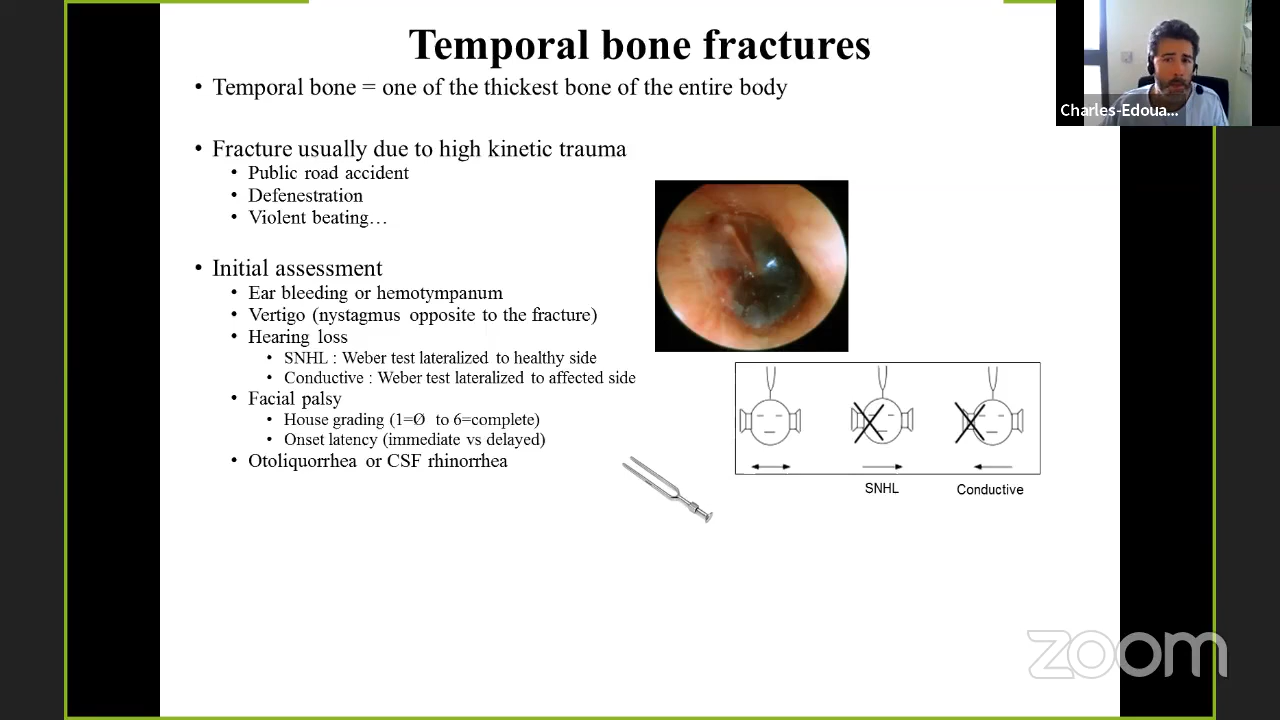 Temporal bone fractures
• Temporal bone = one of the thickest bone of the entire body
• Fracture usually due to high kinetic trauma
• Public road accident
• Defenestration
• Violent beating…
• Initial assessment
• Ear bleeding or hemotympanum
• Vertigo (nystagmus opposite to the fracture)
• Hearing loss
• SNHL : Weber test lateralized to healthy side
• Conductive : Weber test lateralized to affected side
• Facial palsy
• House grading (1=Ø to 6=complete)
• Onset latency (immediate vs delayed)
• Otoliquorrhea or CSF rhinorrhea
SNHL
Conductive
Charles-Edoua...
zoom